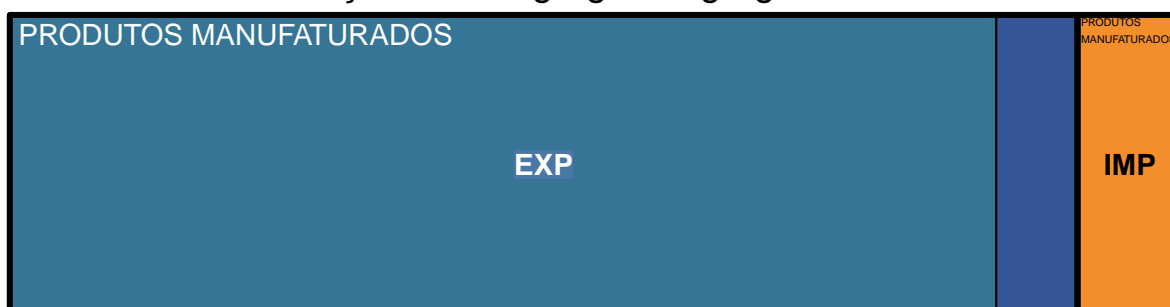 PRODUTOS MANUFATURADOS
PRODUTOS
MANUFATURADOS
EXP
IMP